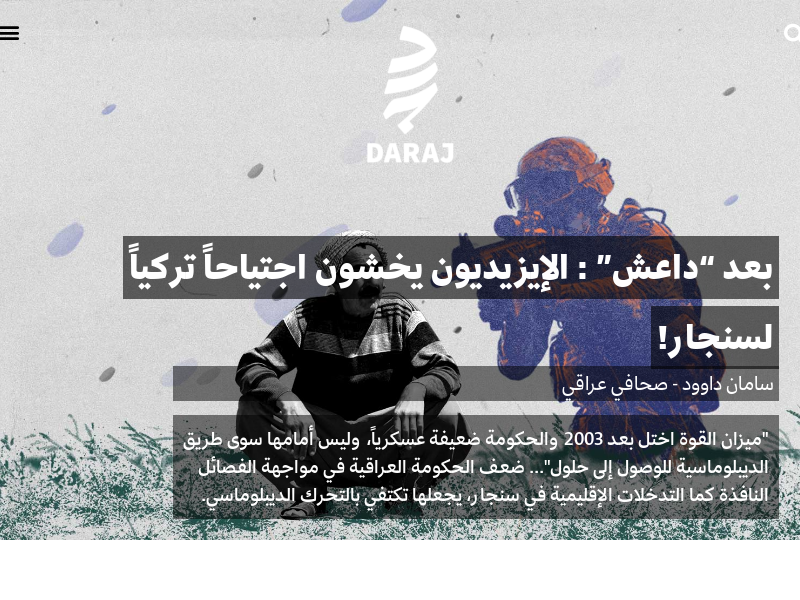 DARAJ
بعد “داعش” : الإيزيديون يخشون اجتياحاً تركياً
لسنجار!
سامان داوود - صحافي عراقي
"ميزان القوة اختل بعد 2003 والحكومة ضعيفة عسكرياً، وليس أمامها سوى طريق
الديبلوماسية للوصول إلى حلول"... ضعف الحكومة العراقية في مواجهة الفصائل
النافذة كما التدخلات الإقليمية في سنجار، يجعلها تكتفي بالتحرك الديبلوماسي.